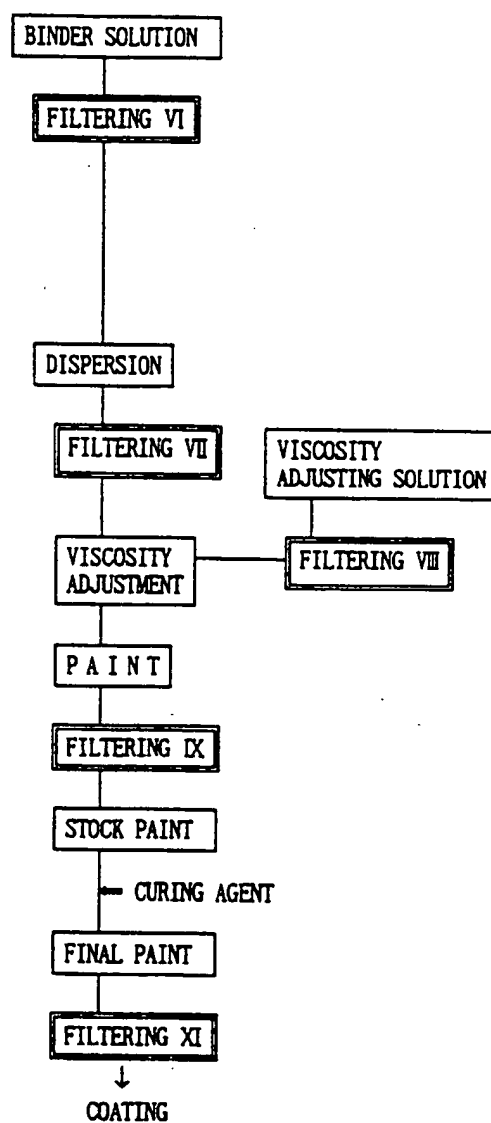 BINDER SOLUTION
FILTERING VI
DISPERSION
FILTERING VII
VISCOSITY
ADJUSTING SOLUTION
VISCOSITY
ADJUSTMENT
FILTERING VIII
P A I N T
FILTERING IX
STOCK PAINT
CURING AGENT
FINAL PAINT
FILTERING XI
COATING